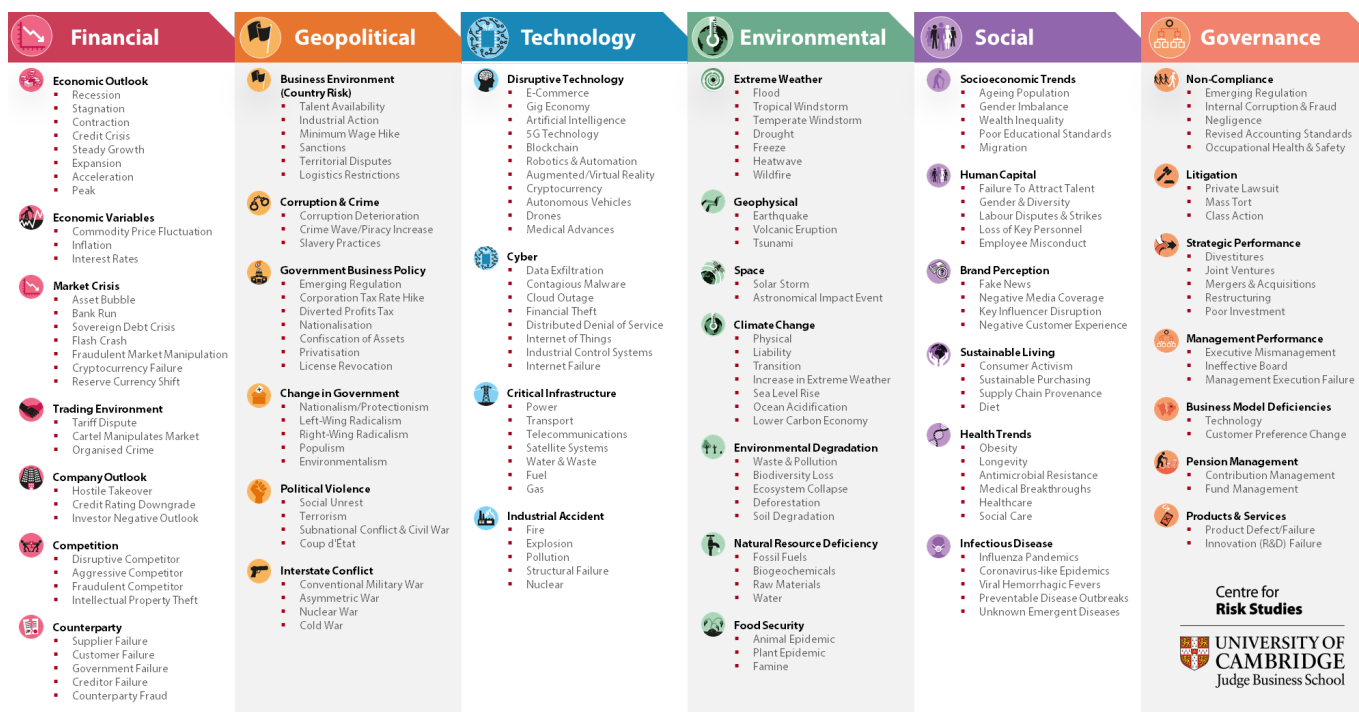 Financial
Economic Outlook
Recession
Stagnation
Contraction
Credit Crisis
Steady Growth
Expansion
Acceleration
Peak
Economic Variables
Commodity Price Fluctuation
Inflation
Interest Rates
Market Crisis
Asset Bubble
Bank Run
Sovereign Debt Crisis
Flash Crash
Fraudulent Market Manipulation
Cryptocurrency Failure
Reserve Currency Shift
Trading Environment
Tariff Dispute
Cartel Manipulates Market
Organised Crime
Company Outlook
Hostile Takeover
Credit Rating Downgrade
Investor Negative Outlook
Competition
Disruptive Competitor
Aggressive Competitor
Fraudulent Competitor
Intellectual Property Theft
Counterparty
Supplier Failure
Customer Failure
Government Failure
Creditor Failure
Counterparty Fraud
Geopolitical
Business Environment
(Country Risk)
Talent Availability
Industrial Action
Minimum Wage Hike
Sanctions
Territorial Disputes
Logistics Restrictions
Corruption & Crime
Corruption Deterioration
Crime Wave/Piracy Increase
Slavery Practices
Government Business Policy
Emerging Regulation
Corporation Tax Rate Hike
Diverted Profits Tax
Nationalisation
Confiscation of Assets
Privatisation
License Revocation
Change in Government
Nationalism/Protectionism
Left-Wing Radicalism
Right-Wing Radicalism
Populism
Environmentalism
Political Violence
Social Unrest
Terrorism
Subnational Conflict & Civil War
Coup d'État
Interstate Conflict
Conventional Military War
Asymmetric War
Nuclear War
Cold War
Technology
Disruptive Technology
E-Commerce
Gig Economy
Artificial Intelligence
5G Technology
Blockchain
Robotics & Automation
Augmented/Virtual Reality
Cryptocurrency
Autonomous Vehicles
Drones
Medical Advances
Cyber
Data Exfiltration
Contagious Malware
Cloud Outage
Financial Theft
Distributed Denial of Service
Internet of Things
Industrial Control Systems
Internet Failure
Critical Infrastructure
Power
Transport
Telecommunications
Satellite Systems
Water & Waste
Fuel
Gas
Industrial Accident
Fire
Explosion
Pollution
Structural Failure
Nuclear
Environmental
Extreme Weather
Flood
Tropical Windstorm
Temperate Windstorm
Drought
Freeze
Heatwave
Wildfire
Geophysical
Earthquake
Volcanic Eruption
Tsunami
Space
Solar Storm
Astronomical Impact Event
Climate Change
Physical
Liability
Transition
Increase in Extreme Weather
Sea Level Rise
Ocean Acidification
Lower Carbon Economy
Environmental Degradation
Waste & Pollution
Biodiversity Loss
Ecosystem Collapse
Deforestation
Soil Degradation
Natural Resource Deficiency
Fossil Fuels
Biogeochemicals
Raw Materials
Water
Food Security
Animal Epidemic
Plant Epidemic
Famine
Social
Socioeconomic Trends
Ageing Population
Gender Imbalance
Wealth Inequality
Poor Educational Standards
Migration
Human Capital
Failure To Attract Talent
Gender & Diversity
Labour Disputes & Strikes
Loss of Key Personnel
Employee Misconduct
Brand Perception
Fake News
Negative Media Coverage
Key Influencer Disruption
Negative Customer Experience
Sustainable Living
Consumer Activism
Sustainable Purchasing
Supply Chain Provenance
Diet
Health Trends
Obesity
Longevity
Antimicrobial Resistance
Medical Breakthroughs
Healthcare
Social Care
Infectious Disease
Influenza Pandemics
Coronavirus-like Epidemics
Viral Hemorrhagic Fevers
Preventable Disease Outbreaks
Unknown Emergent Diseases
Governance
Non-Compliance
Emerging Regulation
Internal Corruption & Fraud
Negligence
Revised Accounting Standards
Occupational Health & Safety
Litigation
Private Lawsuit
Mass Tort
Class Action
Strategic Performance
Divestitures
Joint Ventures
Mergers & Acquisitions
Restructuring
Poor Investment
Management Performance
Executive Mismanagement
Ineffective Board
Management Execution Failure
Business Model Deficiencies
Technology
Customer Preference Change
Pension Management
Contribution Management
Fund Management
Products & Services
Product Defect/Failure
Innovation (R&D) Failure
Centre for
Risk Studies
UNIVERSITY OF
CAMBRIDGE
Judge Business School